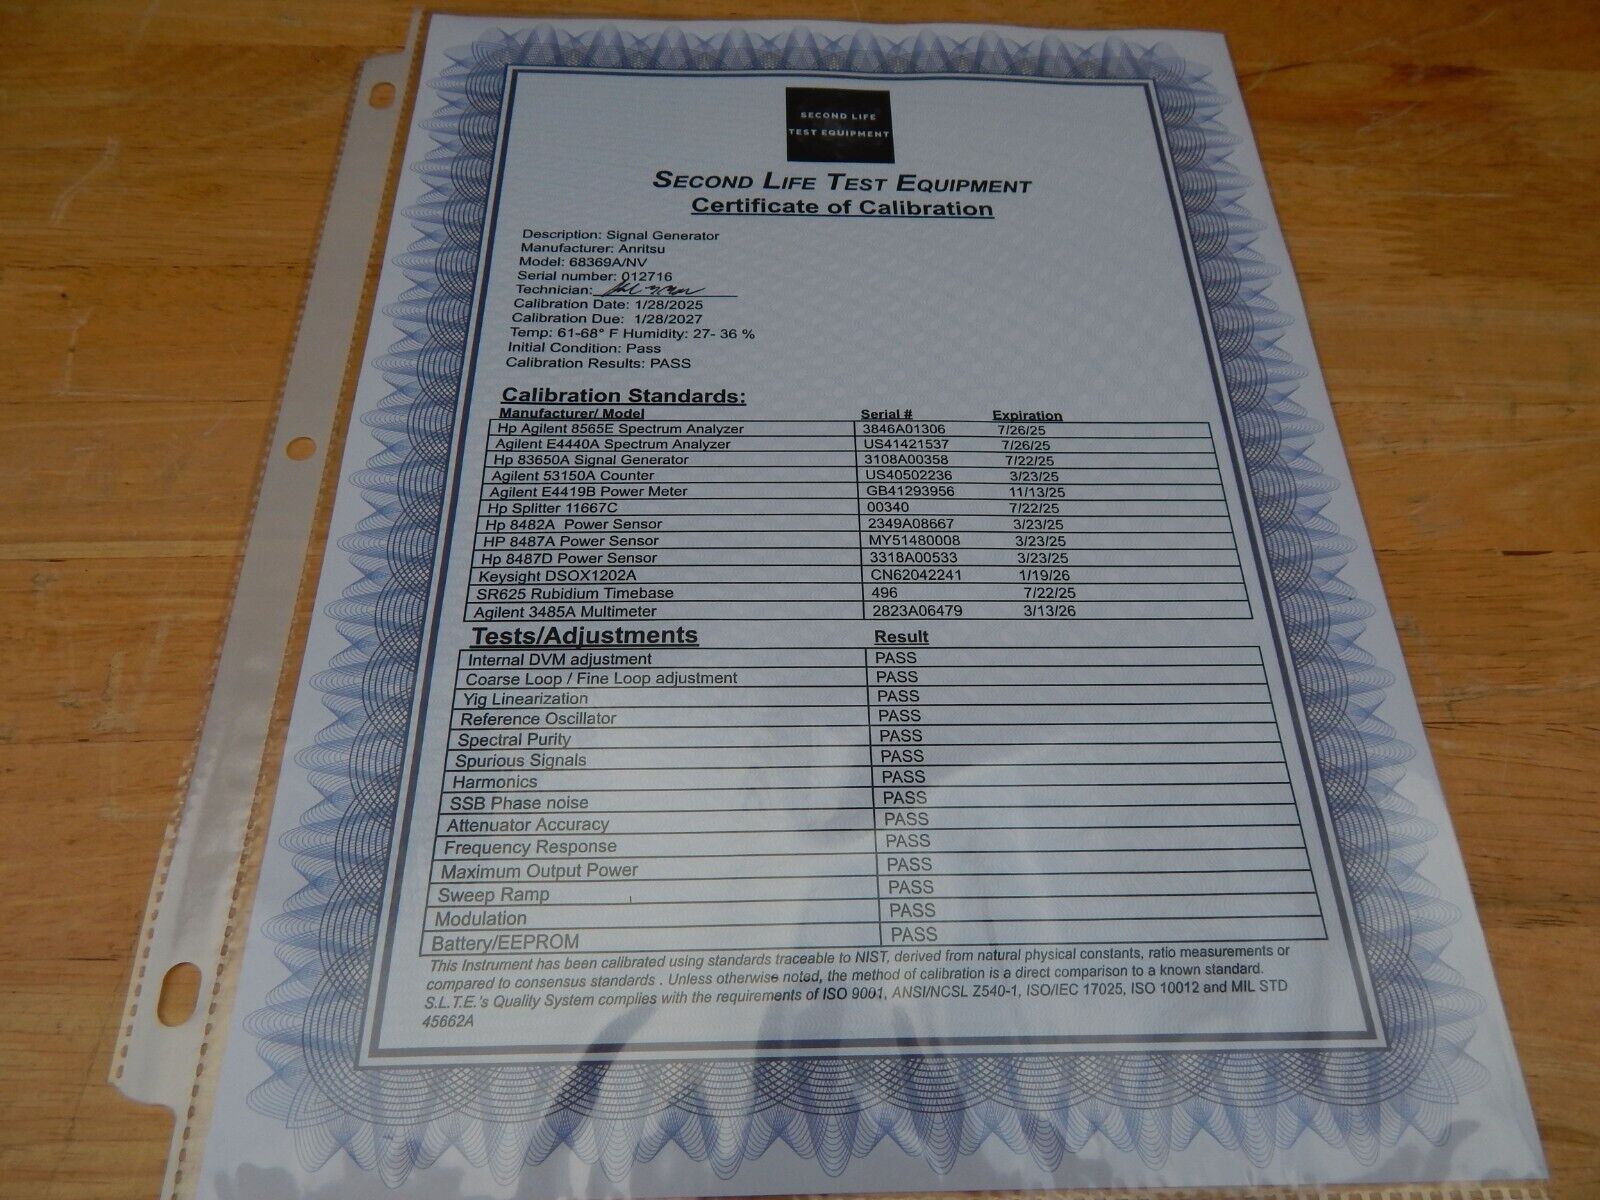 SECOND LIFE
TEST EQUIPMENT
SECOND LIFE TEST EQUIPMENT
Certificate of Calibration
Description: Signal Generator
Manufacturer: Anritsu
Model: 68369A/NV
Serial number: 012716
Technician:
Calibration Date: 1/28/2025
Calibration Due: 1/28/2027
Temp: 61-68° F Humidity: 27- 36 %
Initial Condition: Pass
Calibration Results: PASS
Calibration Standards:
Manufacturer/ Model Serial # Expiration
Hp Agilent 8565E Spectrum Analyzer 3846A01306 7/26/25
Agilent E4440A Spectrum Analyzer US41421537 7/26/25
Hp 83650A Signal Generator 3108A00358 7/22/25
Agilent 53150A Counter US40502236 3/23/25
Agilent E4419B Power Meter GB41293956 11/13/25
Hp Splitter 11667C 00340 7/22/25
Hp 8482A Power Sensor 2349A08667 3/23/25
HP 8487A Power Sensor MY51480008 3/23/25
Hp 8487D Power Sensor 3318A00533 3/23/25
Keysight DSOX1202A CN62042241 1/19/26
SR625 Rubidium Timebase 496 7/22/25
Agilent 3485A Multimeter 2823A06479 3/13/26
Tests/Adjustments Result
Internal DVM adjustment PASS
Coarse Loop / Fine Loop adjustment PASS
Yig Linearization PASS
Reference Oscillator PASS
Spectral Purity PASS
Spurious Signals PASS
Harmonics PASS
SSB Phase noise PASS
Attenuator Accuracy PASS
Frequency Response PASS
Maximum Output Power PASS
Sweep Ramp PASS
Modulation PASS
Battery/EEPROM PASS
This Instrument has been calibrated using standards traceable to NIST, derived from natural physical constants, ratio measurements or
compared to consensus standards . Unless otherwise noted, the method of calibration is a direct comparison to a known standard.
S.L.T.E.'s Quality System complies with the requirements of ISO 9001, ANSI/NCSL Z540-1, ISO/IEC 17025, ISO 10012 and MIL STD
45662A